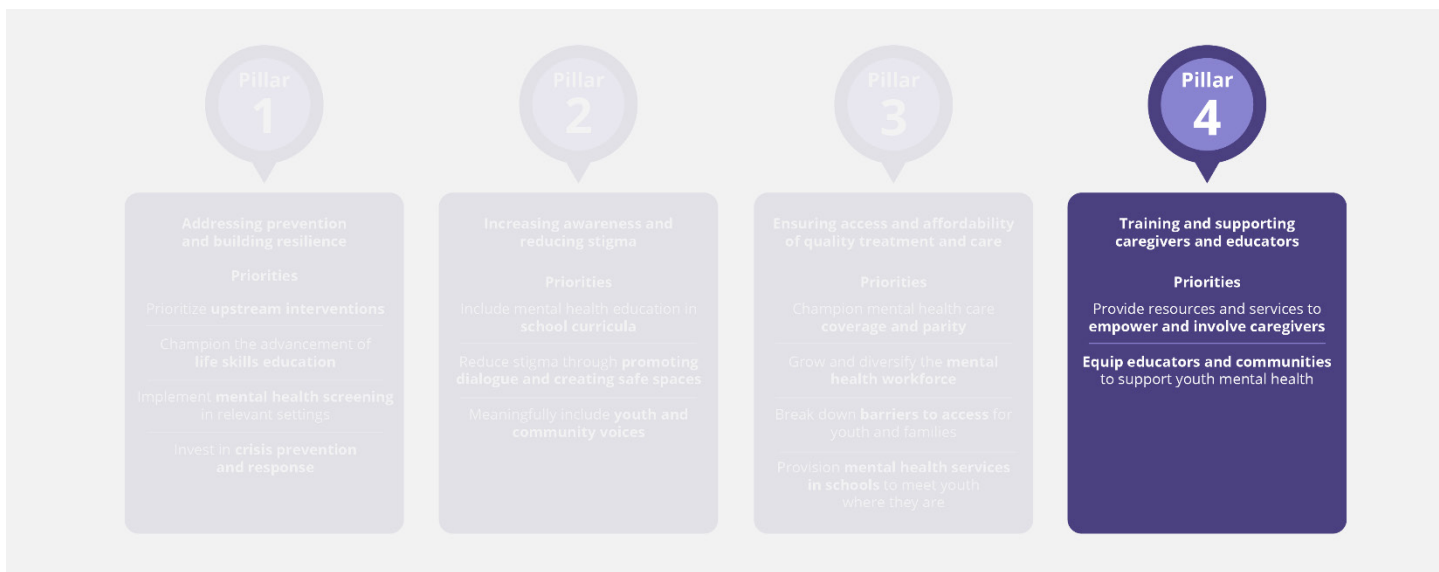 Pillar
1
Addressing prevention
and building resilience
Priorities
Prioritize upstream interventions
Champion the advancement of
life skills education
Implement mental health screening
in relevant settings
Invest in crisis prevention
and response
Pillar
2
Increasing awareness and
reducing stigma
Priorities
Include mental health education in
school curricula
Reduce stigma through promoting
dialogue and creating safe spaces
Meaningfully include youth and
community voices
Pillar
3
Ensuring access and affordability
of quality treatment and care
Priorities
Champion mental health care
coverage and parity
Grow and diversify the mental
health workforce
Break down barriers to access for
youth and families
Provision mental health services
in schools to meet youth
where they are
Pillar
4
Training and supporting
caregivers and educators
Priorities
Provide resources and services to
empower and involve caregivers
Equip educators and communities
to support youth mental health